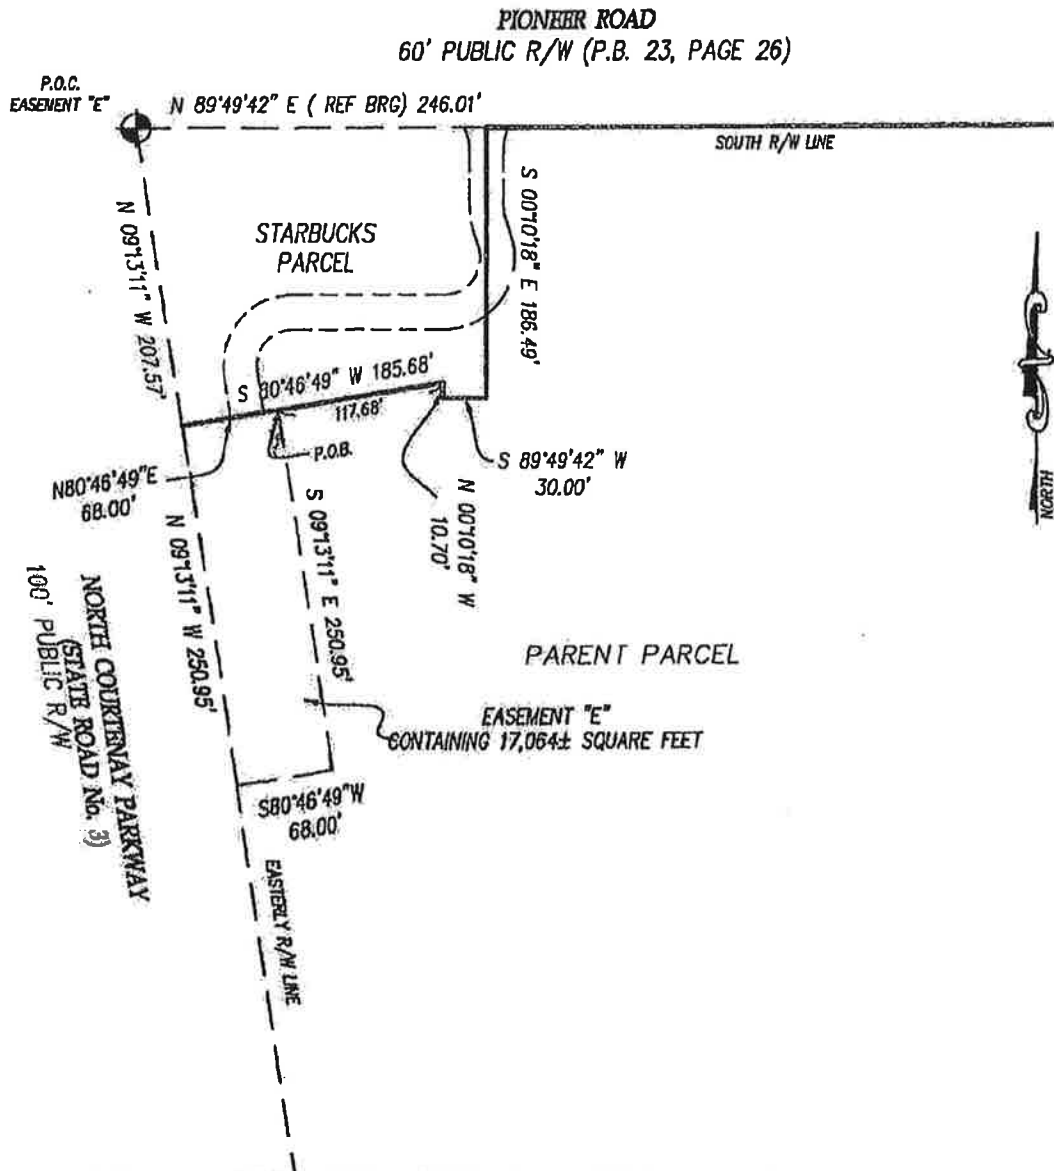 PIONEER ROAD
60' PUBLIC R/W (P.B. 23, PAGE 26)
P.O.C.
EASEMENT "E"
N 89°49'42" E ( REF BRG) 246.01'
SOUTH R/W LINE
S 00°10'18" E 186.49'
STARBUCKS
PARCEL
N 09°13'11" W 207.57'
S 80°46'49" W 185.68'
117.68'
P.O.B.
S 89°49'42" W
30.00'
N80°46'49"E
68.00'
N 00°10'18" W
10.70'
NORTH
N 09°13'11" W 250.95'
S 09°13'11" E 250.95'
NORTH COURTENAY PARKWAY
(STATE ROAD No. 3)
100' PUBLIC R/W
PARENT PARCEL
EASEMENT "E"
CONTAINING 17,064± SQUARE FEET
S80°46'49"W
68.00'
EASTERLY R/W LINE